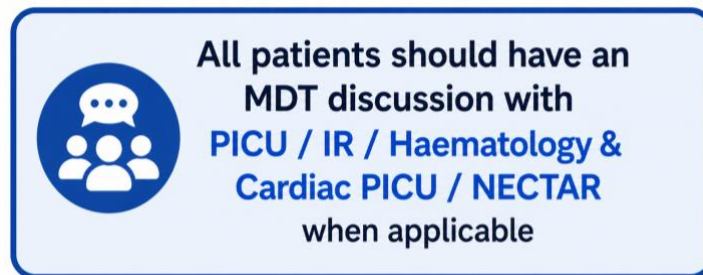 All patients should have an
MDT discussion with
PICU / IR / Haematology &
Cardiac PICU / NECTAR
when applicable